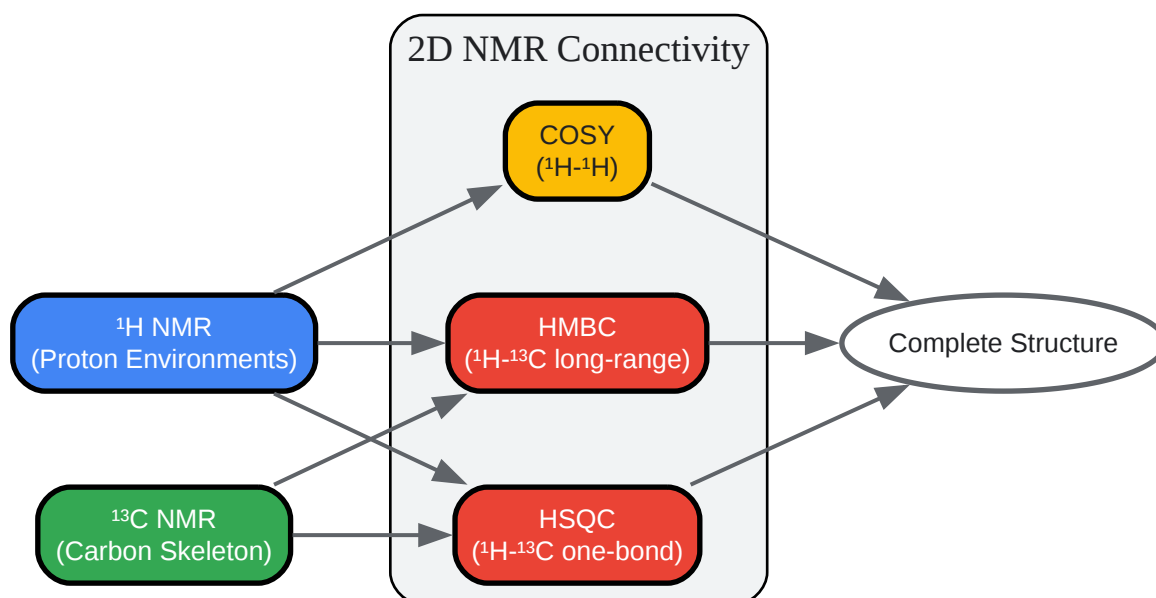 2D NMR Connectivity
COSY
(¹H-¹H)
¹H NMR
(Proton Environments)
HMBC
(¹H-¹³C long-range)
Complete Structure
¹³C NMR
(Carbon Skeleton)
HSQC
(¹H-¹³C one-bond)